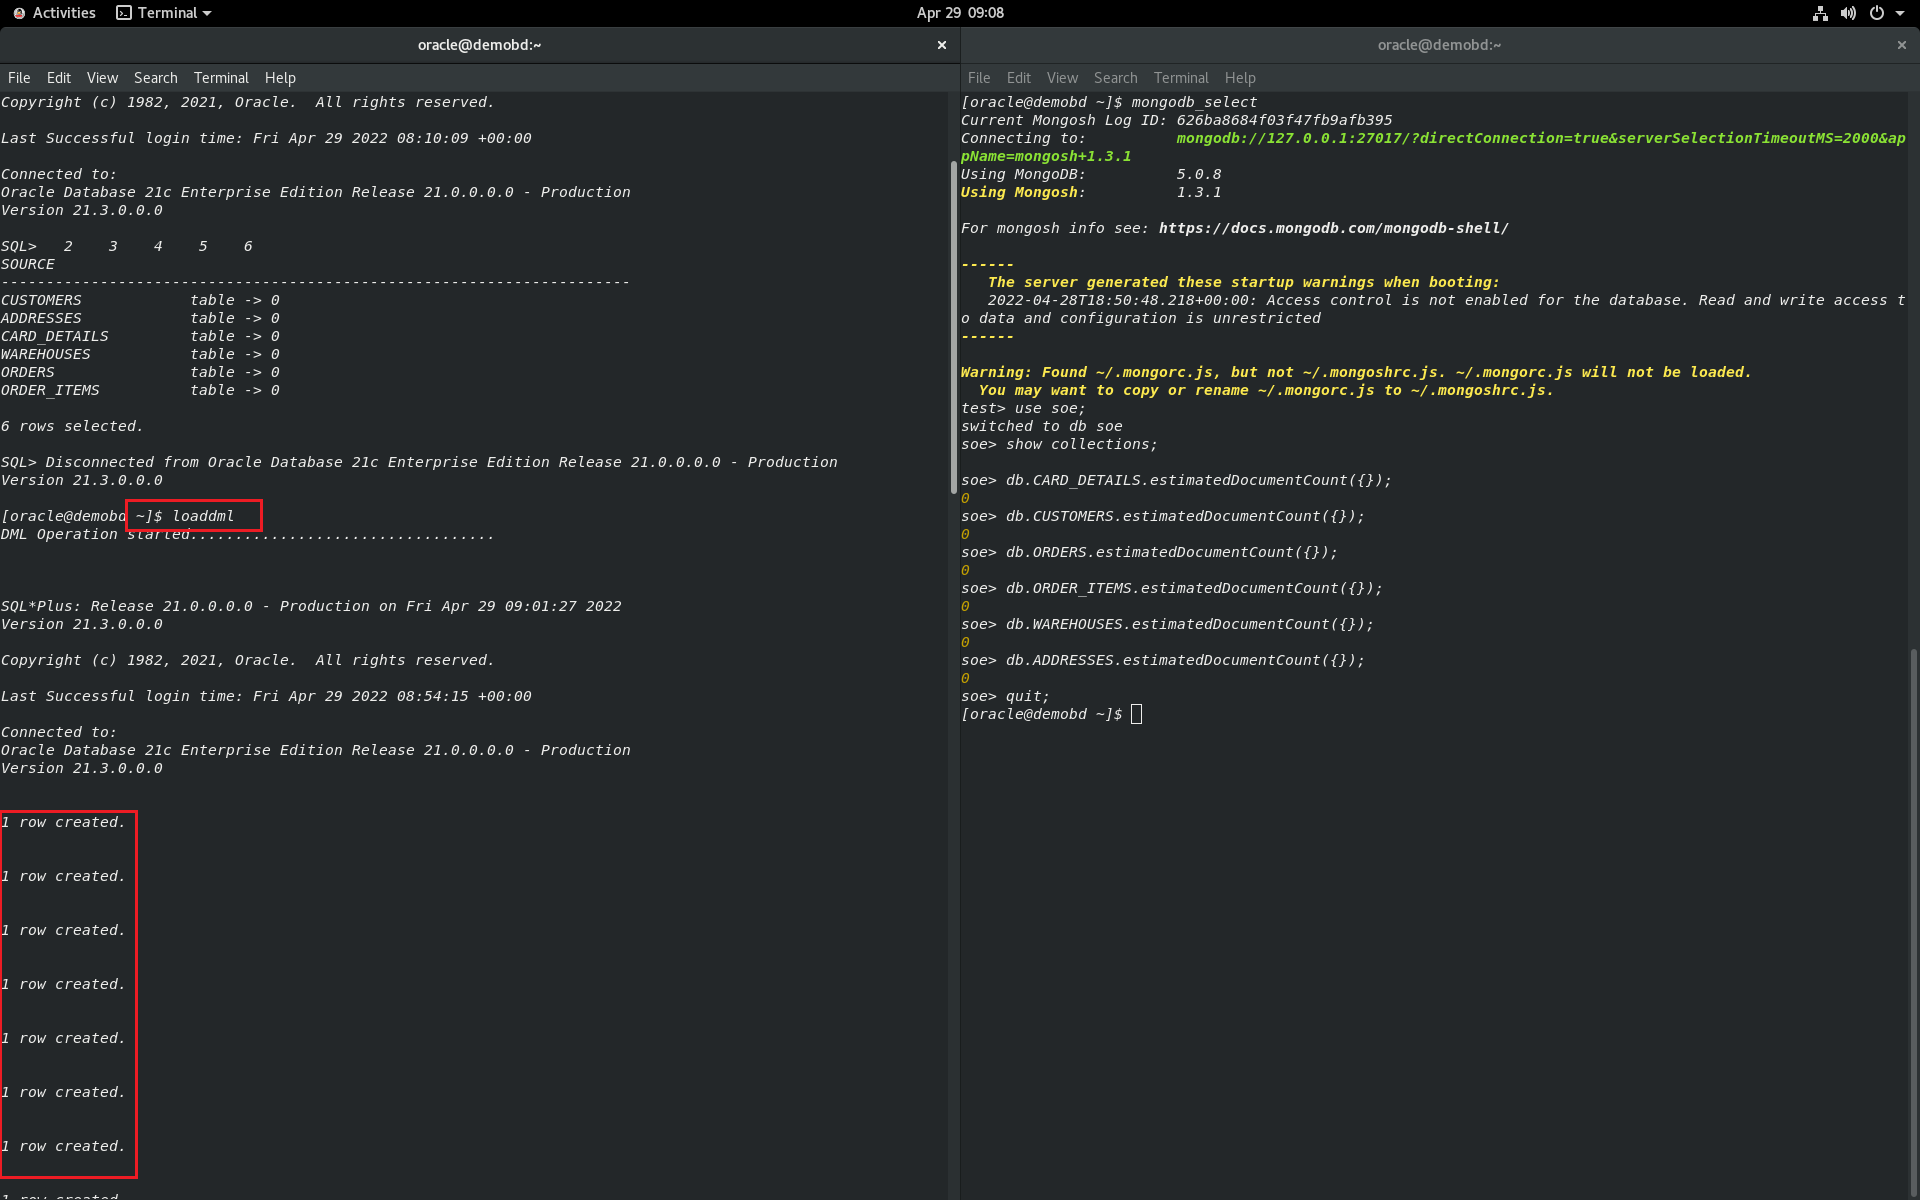 Activities Terminal Apr 29 09:08
oracle@demobd:~ ×
File Edit View Search Terminal Help
Copyright (c) 1982, 2021, Oracle.  All rights reserved.
Last Successful login time: Fri Apr 29 2022 08:10:09 +00:00
Connected to:
Oracle Database 21c Enterprise Edition Release 21.0.0.0.0 - Production
Version 21.3.0.0.0
SQL>   2    3    4    5    6
SOURCE
----------------------------------------------------------------------
CUSTOMERS            table -> 0
ADDRESSES            table -> 0
CARD_DETAILS         table -> 0
WAREHOUSES           table -> 0
ORDERS               table -> 0
ORDER_ITEMS          table -> 0
6 rows selected.
SQL> Disconnected from Oracle Database 21c Enterprise Edition Release 21.0.0.0.0 - Production
Version 21.3.0.0.0
[oracle@demobd ~]$ loaddml
DML Operation started..................................
SQL*Plus: Release 21.0.0.0.0 - Production on Fri Apr 29 09:01:27 2022
Version 21.3.0.0.0
Copyright (c) 1982, 2021, Oracle.  All rights reserved.
Last Successful login time: Fri Apr 29 2022 08:54:15 +00:00
Connected to:
Oracle Database 21c Enterprise Edition Release 21.0.0.0.0 - Production
Version 21.3.0.0.0
1 row created.
1 row created.
1 row created.
1 row created.
1 row created.
1 row created.
1 row created.
1 row created.
oracle@demobd:~ ×
File Edit View Search Terminal Help
[oracle@demobd ~]$ mongodb_select
Current Mongosh Log ID: 626ba8684f03f47fb9afb395
Connecting to:          mongodb://127.0.0.1:27017/?directConnection=true&serverSelectionTimeoutMS=2000&ap
pName=mongosh+1.3.1
Using MongoDB:          5.0.8
Using Mongosh:          1.3.1
For mongosh info see: https://docs.mongodb.com/mongodb-shell/
------
The server generated these startup warnings when booting:
2022-04-28T18:50:48.218+00:00: Access control is not enabled for the database. Read and write access t
o data and configuration is unrestricted
------
Warning: Found ~/.mongorc.js, but not ~/.mongoshrc.js. ~/.mongorc.js will not be loaded.
You may want to copy or rename ~/.mongorc.js to ~/.mongoshrc.js.
test> use soe;
switched to db soe
soe> show collections;
soe> db.CARD_DETAILS.estimatedDocumentCount({});
0
soe> db.CUSTOMERS.estimatedDocumentCount({});
0
soe> db.ORDERS.estimatedDocumentCount({});
0
soe> db.ORDER_ITEMS.estimatedDocumentCount({});
0
soe> db.WAREHOUSES.estimatedDocumentCount({});
0
soe> db.ADDRESSES.estimatedDocumentCount({});
0
soe> quit;
[oracle@demobd ~]$